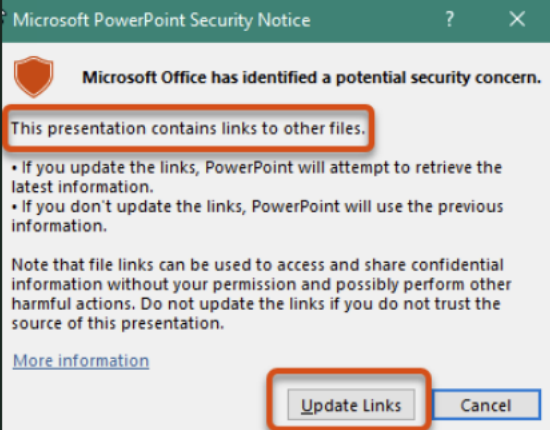 Microsoft PowerPoint Security Notice ? ×
Microsoft Office has identified a potential security concern.
This presentation contains links to other files.
• If you update the links, PowerPoint will attempt to retrieve the
latest information.
• If you don't update the links, PowerPoint will use the previous
information.
Note that file links can be used to access and share confidential
information without your permission and possibly perform other
harmful actions. Do not update the links if you do not trust the
source of this presentation.
More information
Update Links Cancel